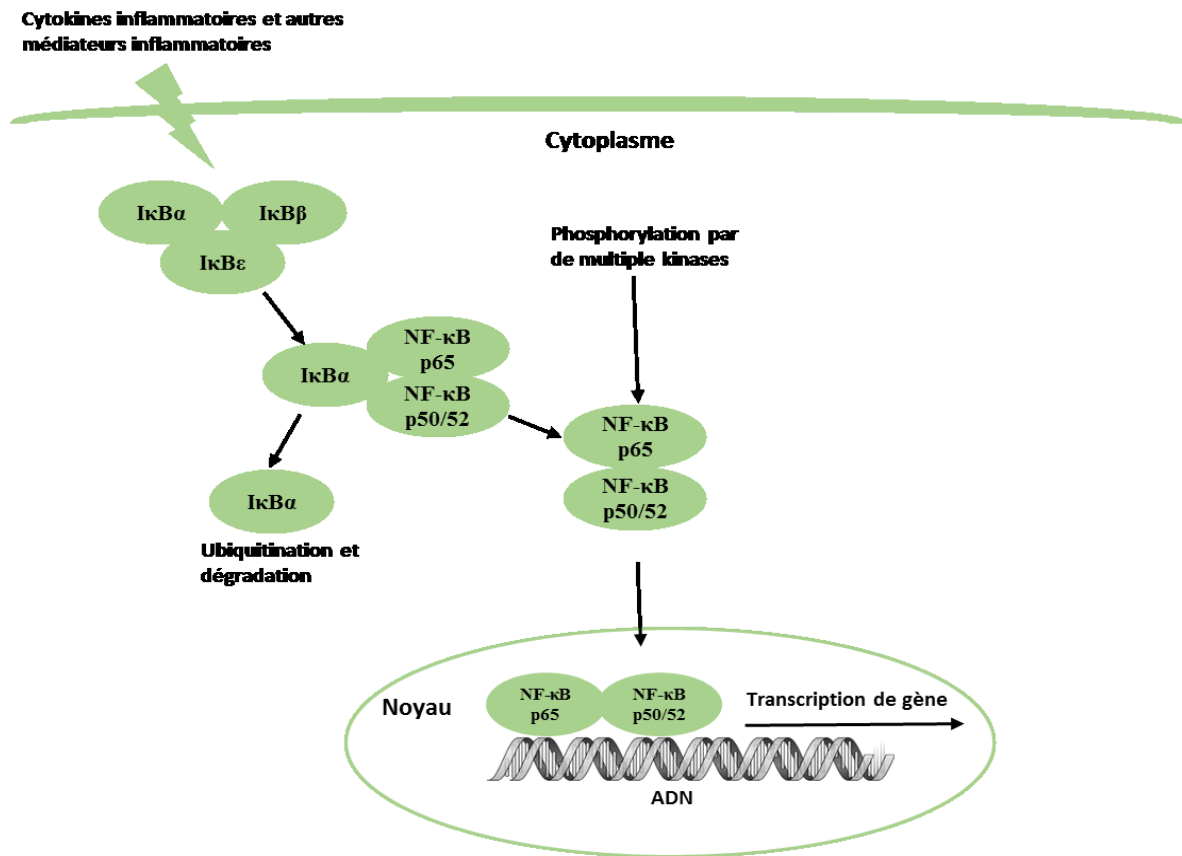 Cytokines inflammatoires et autres
médiateurs inflammatoires
Cytoplasme
IκBα
IκBβ
IκBε
Phosphorylation par
de multiple kinases
NF-κB
p65
IκBα
NF-κB
p50/52
NF-κB
p65
NF-κB
p50/52
IκBα
Ubiquitination et
dégradation
Noyau
NF-κB
p65
NF-κB
p50/52
Transcription de gène
ADN